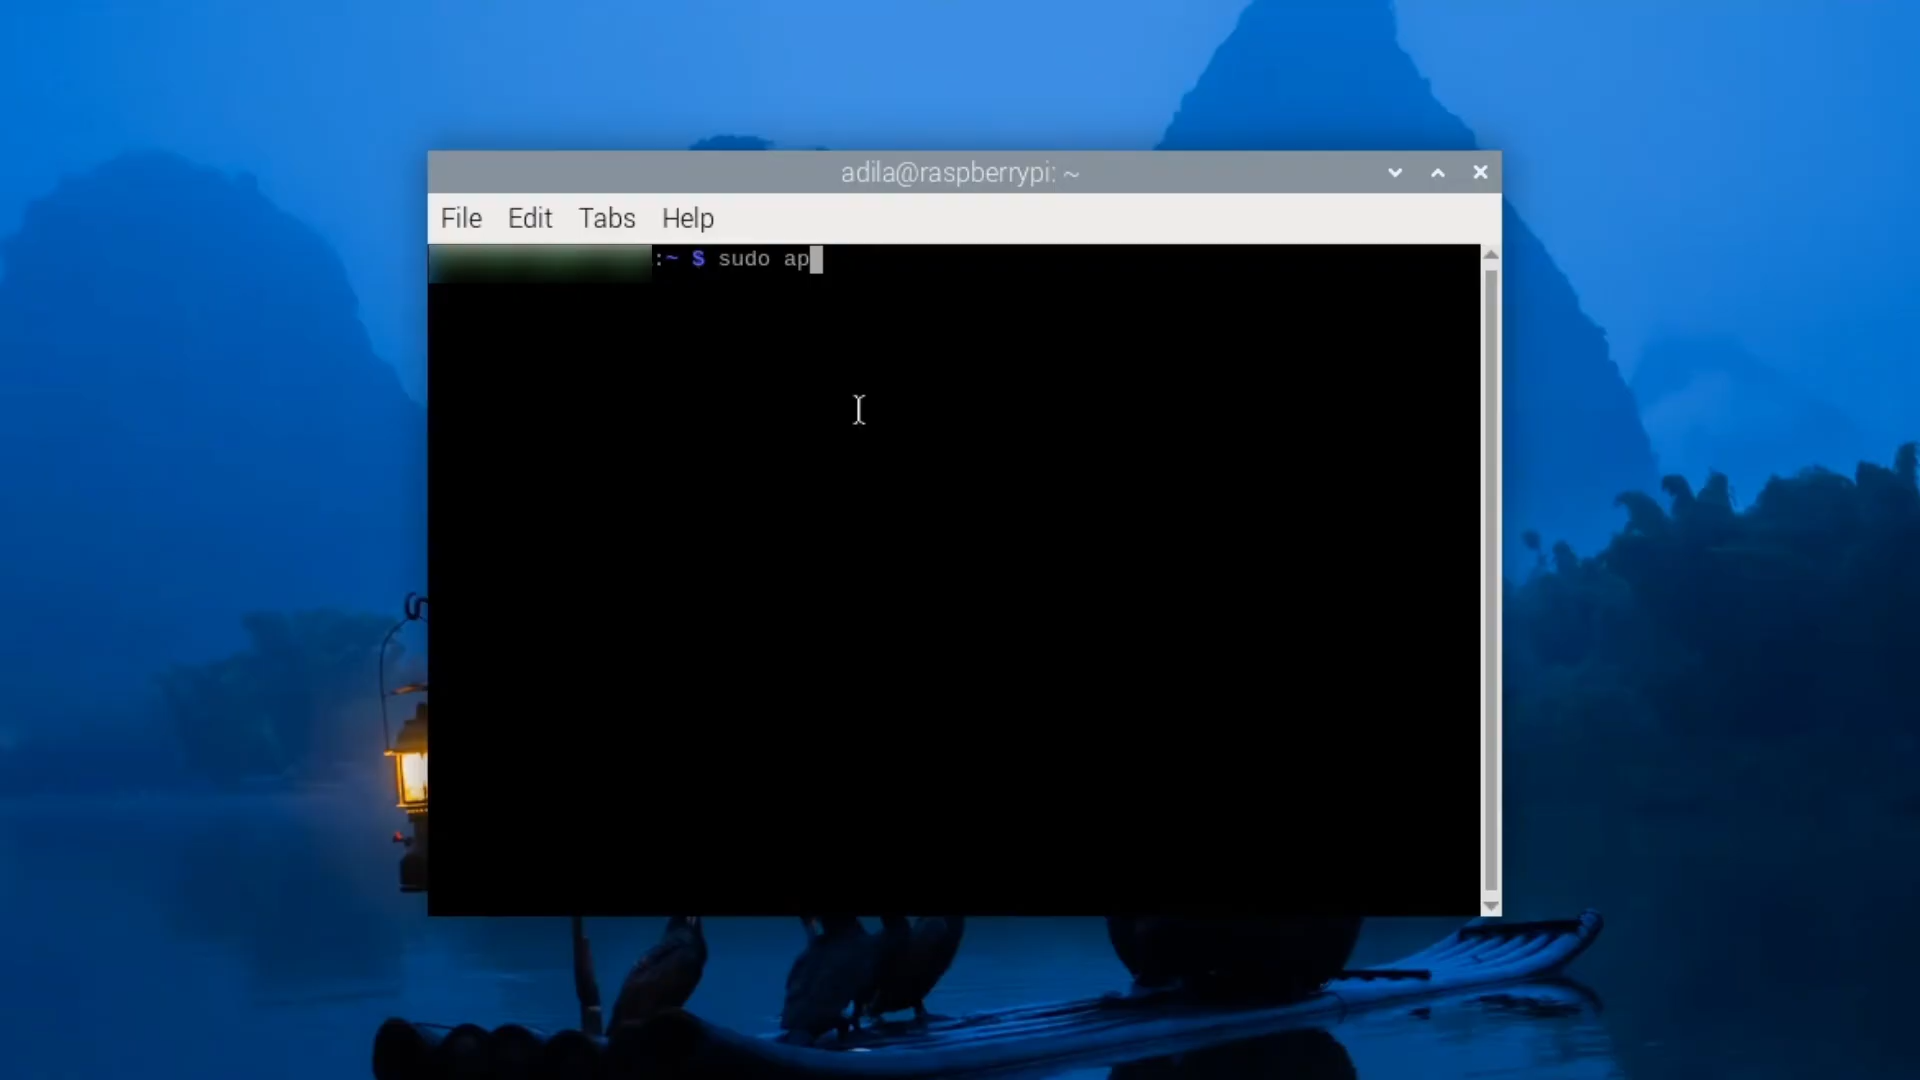 adila@raspberrypi: ~
File Edit Tabs Help
:~ $ sudo ap